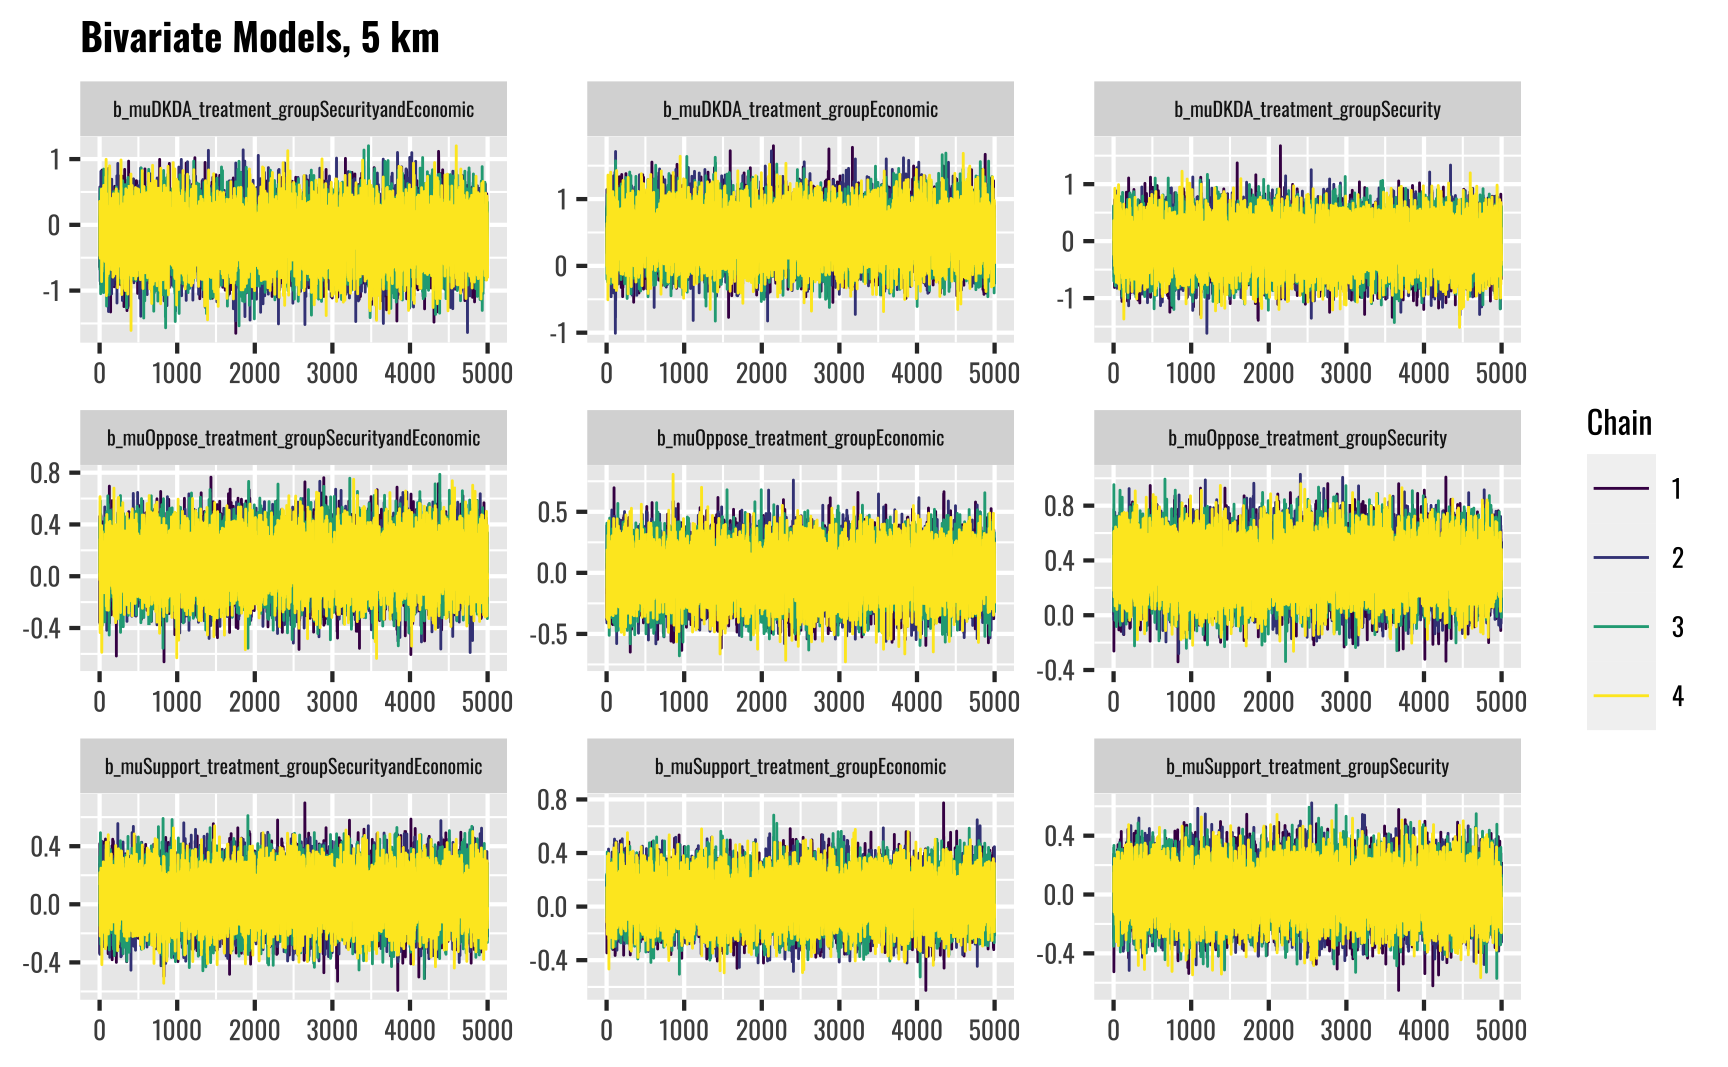 Bivariate Models, 5 km
b_muDKDA_treatment_groupSecurityandEconomic b_muDKDA_treatment_groupEconomic b_muDKDA_treatment_groupSecurity
1
0
-1
0 1000 2000 3000 4000 5000
1
0
-1
0 1000 2000 3000 4000 5000
1
0
-1
0 1000 2000 3000 4000 5000
b_muOppose_treatment_groupSecurityandEconomic b_muOppose_treatment_groupEconomic b_muOppose_treatment_groupSecurity
0.8
0.4
0.0
-0.4
0 1000 2000 3000 4000 5000
0.5
0.0
-0.5
0 1000 2000 3000 4000 5000
0.8
0.4
0.0
-0.4
0 1000 2000 3000 4000 5000
b_muSupport_treatment_groupSecurityandEconomic b_muSupport_treatment_groupEconomic b_muSupport_treatment_groupSecurity
0.4
0.0
-0.4
0 1000 2000 3000 4000 5000
0.8
0.4
0.0
-0.4
0 1000 2000 3000 4000 5000
0.4
0.0
-0.4
0 1000 2000 3000 4000 5000
Chain
1
2
3
4